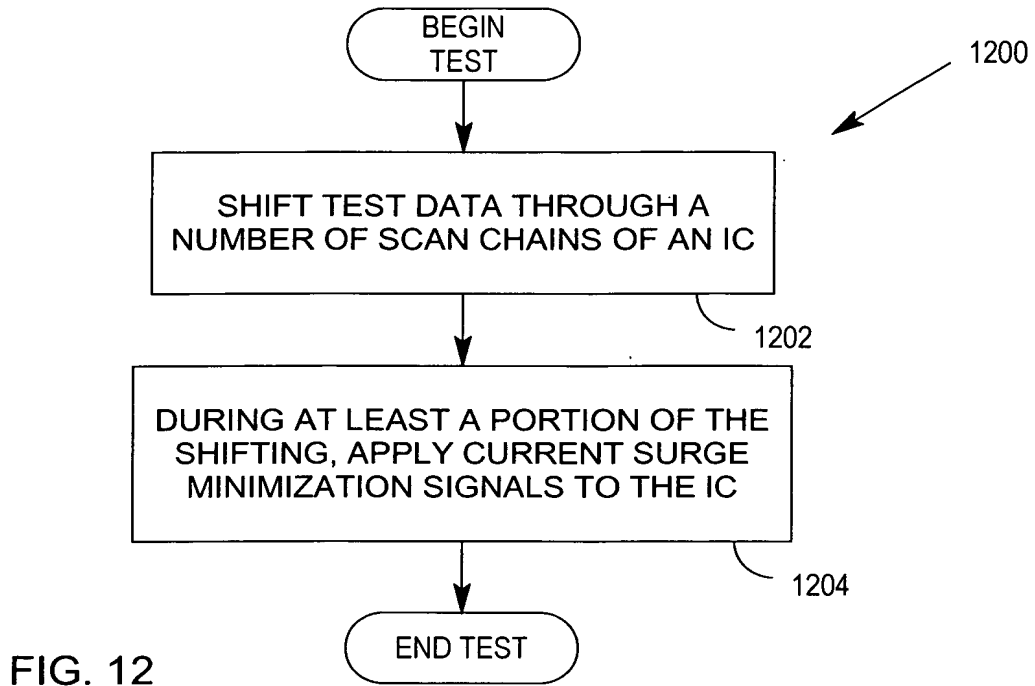 BEGIN
TEST
1200
SHIFT TEST DATA THROUGH A
NUMBER OF SCAN CHAINS OF AN IC
1202
DURING AT LEAST A PORTION OF THE
SHIFTING, APPLY CURRENT SURGE
MINIMIZATION SIGNALS TO THE IC
1204
END TEST
FIG. 12